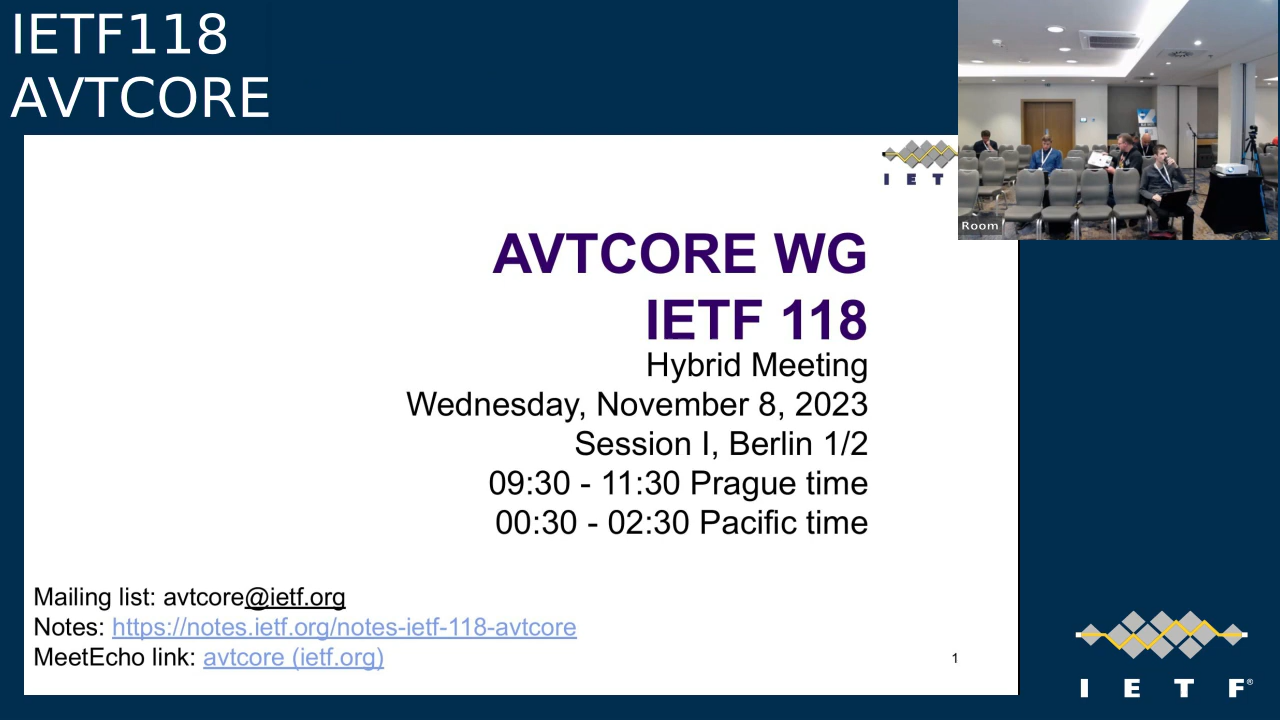 IETF118
AVTCORE
IET
Room
AVTCORE WG
IETF 118
Hybrid Meeting
Wednesday, November 8, 2023
Session I, Berlin 1/2
09:30 - 11:30 Prague time
00:30 - 02:30 Pacific time
Mailing list: avtcore@ietf.org
Notes: https://notes.ietf.org/notes-ietf-118-avtcore
MeetEcho link: avtcore (ietf.org)
1
IETF®